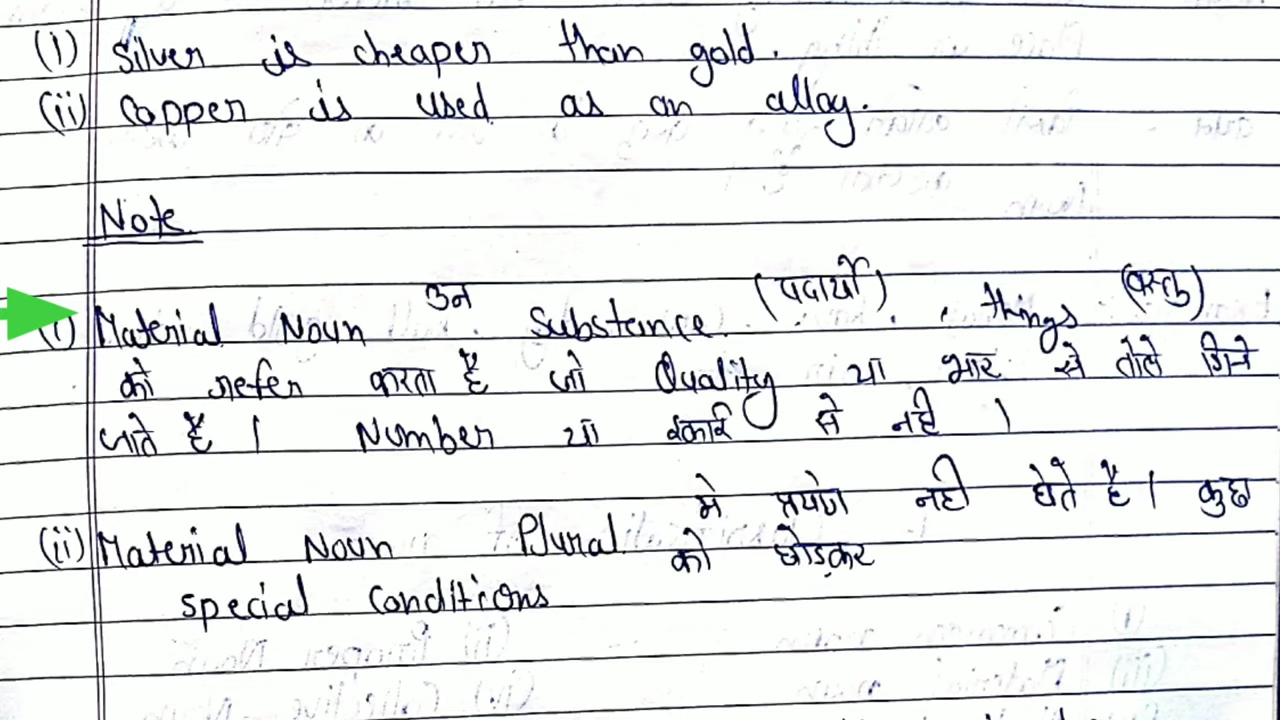 (i) Silver is cheaper than gold.
(ii) Copper is used as an alloy.
Note
(i) Material Noun उन substance (पदार्थो), things (वस्तु)
को refer करता है जो Quality या भार से तोले गिने
जाते है । Number या इकाई से नही ।
(ii) Material Noun Plural में प्रयोग नही होते है । कुछ
special conditions को छोड़कर